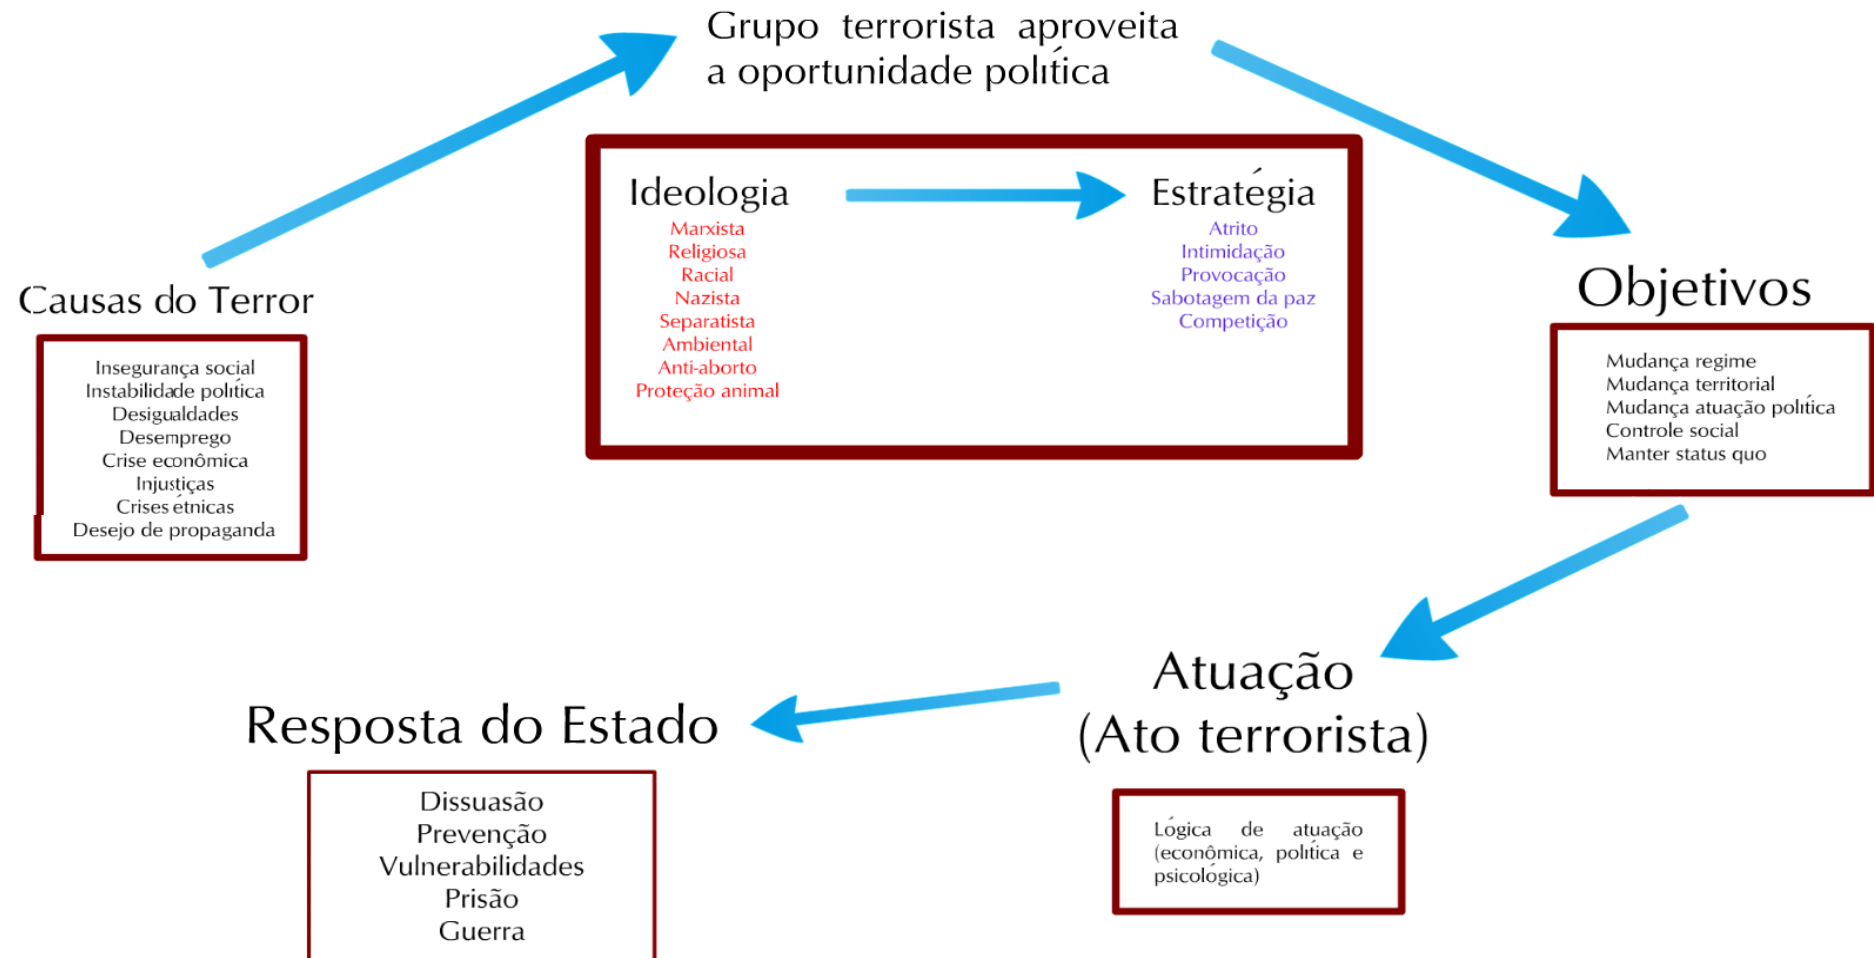 Grupo terrorista aproveita
a oportunidade política
Ideologia
Marxista
Religiosa
Racial
Nazista
Separatista
Ambiental
Anti-aborto
Proteção animal
Estratégia
Atrito
Intimidação
Provocação
Sabotagem da paz
Competição
Causas do Terror
Insegurança social
Instabilidade política
Desigualdades
Desemprego
Crise econômica
Injustiças
Crises étnicas
Desejo de propaganda
Objetivos
Mudança regime
Mudança territorial
Mudança atuação política
Controle social
Manter status quo
Atuação
(Ato terrorista)
Lógica de atuação
(econômica, política e
psicológica)
Resposta do Estado
Dissuasão
Prevenção
Vulnerabilidades
Prisão
Guerra